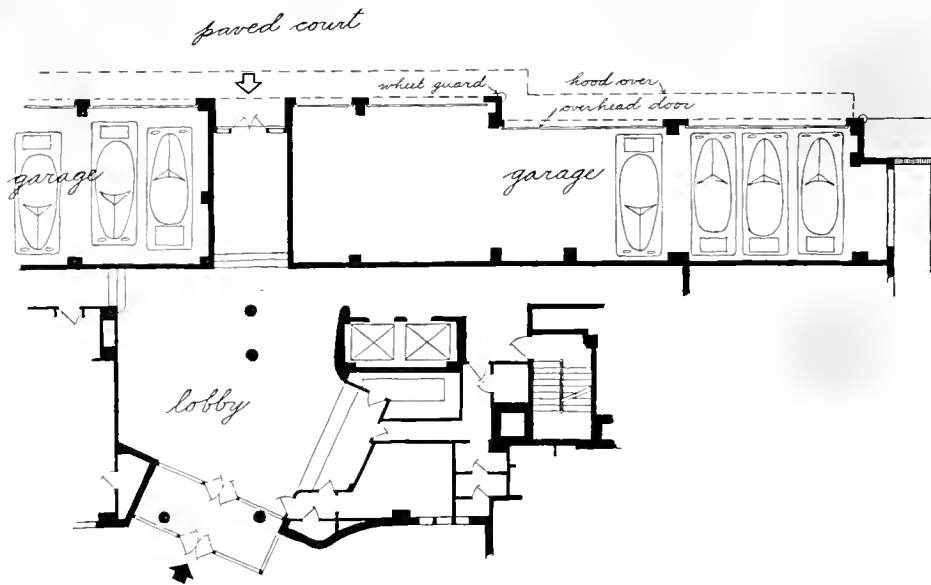 paved court
wheel guard
hood over
overhead door
garage
garage
lobby